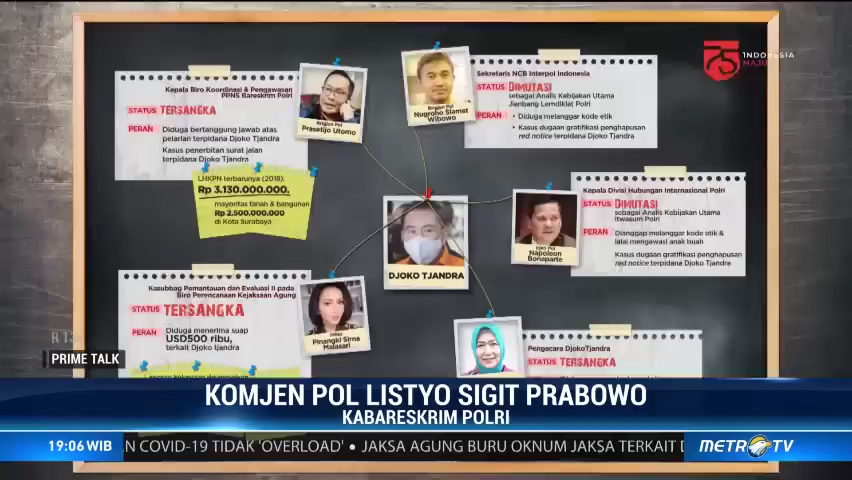 75 INDONESIA
MAJU
Kepala Biro Koordinasi & Pengawasan
PPNS Bareskrim Polri
STATUS TERSANGKA
PERAN Diduga bertanggung jawab atas
pelarian terpidana Djoko Tjandra
Kasus penerbitan surat jalan
terpidana Djoko Tjandra
Brigjen Pol
Prasetijo Utomo
LHKPN terbarunya (2018):
Rp 3.130.000.000.
mayoritas tanah & bangunan
Rp 2.500.000.000
di Kota Surabaya
Brigjen Pol
Nugroho Slamet
Wibowo
Sekretaris NCB Interpol Indonesia
STATUS DIMUTASI
sebagai Analis Kebijakan Utama
Jianbang Lemdiklat Polri
PERAN • Diduga melanggar kode etik
• Kasus dugaan gratifikasi penghapusan
red notice terpidana Djoko Tjandra
DJOKO TJANDRA
Irjen Pol
Napoleon
Bonaparte
Kepala Divisi Hubungan Internasional Polri
STATUS DIMUTASI
sebagai Analis Kebijakan Utama
Itwasum Polri
PERAN Dianggap melanggar kode etik &
lalai mengawasi anak buah
Kasus dugaan gratifikasi penghapusan
red notice terpidana Djoko Tjandra
Kasubbag Pemantauan dan Evaluasi II pada
Biro Perencanaan Kejaksaan Agung
STATUS TERSANGKA
PERAN Diduga menerima suap
USD500 ribu,
terkait Djoko Tjandra
Jaksa
Pinangki Sirna
Malasari
Pengacara DjokoTjandra
STATUS TERSANGKA
PRIME TALK
KOMJEN POL LISTYO SIGIT PRABOWO
KABARESKRIM POLRI
19:06 WIB
N COVID-19 TIDAK 'OVERLOAD' • JAKSA AGUNG BURU OKNUM JAKSA TERKAIT D
METRO TV